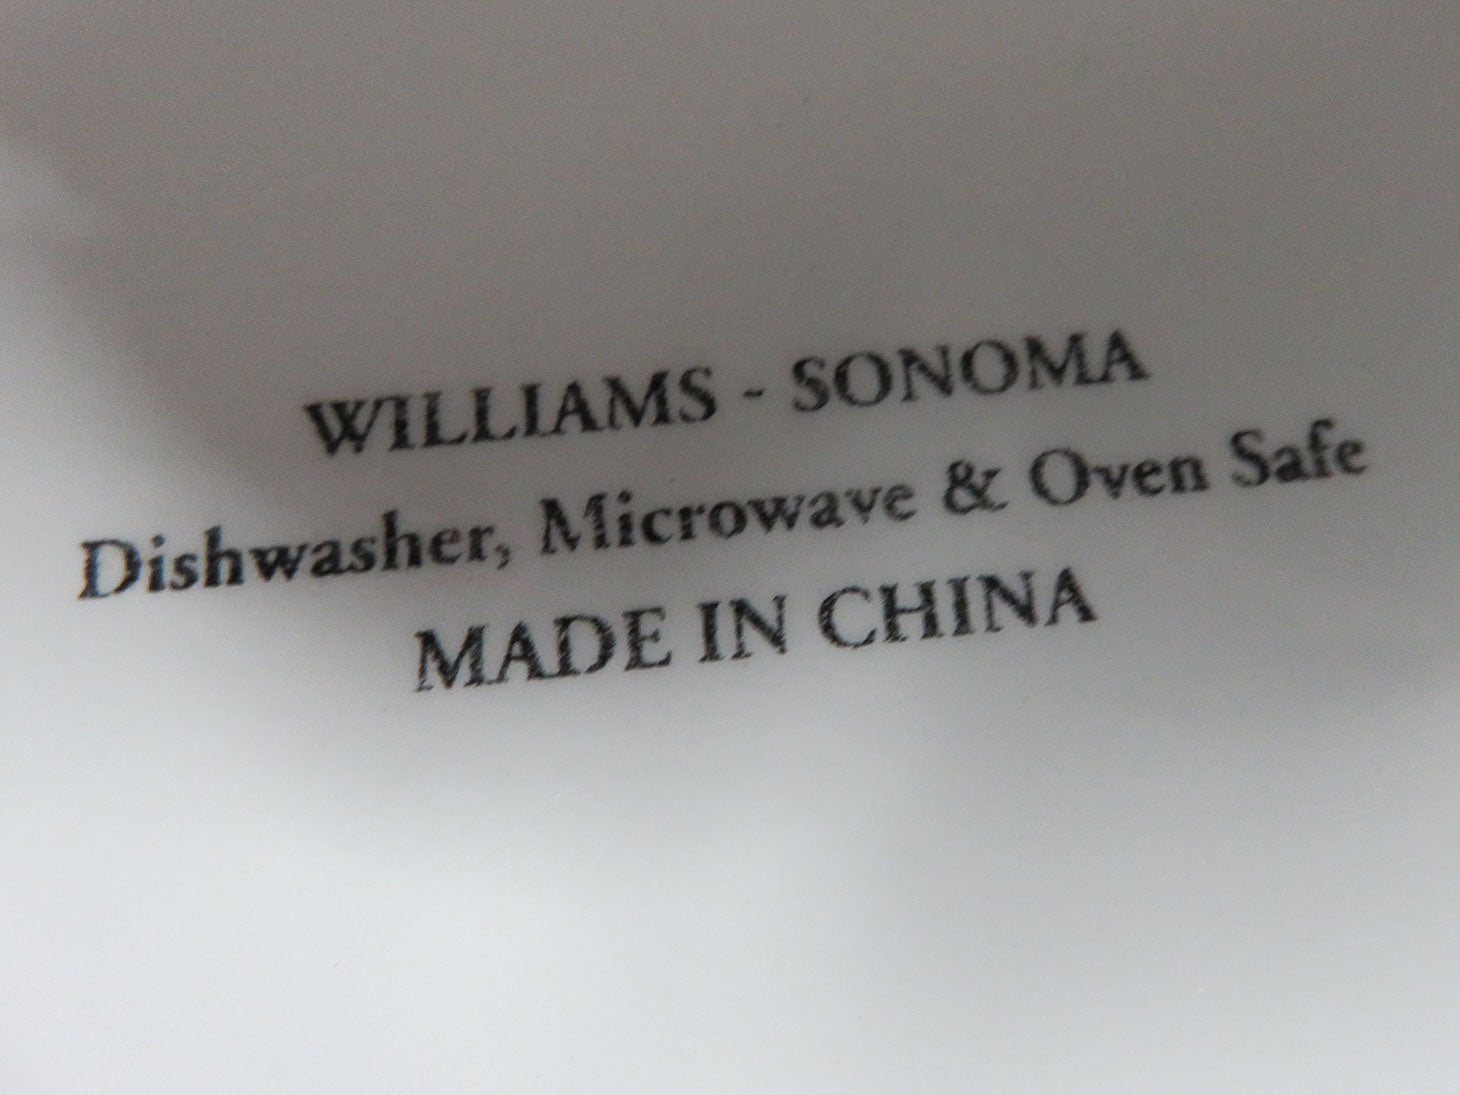 WILLIAMS - SONOMA
Dishwasher, Microwave & Oven Safe
MADE IN CHINA